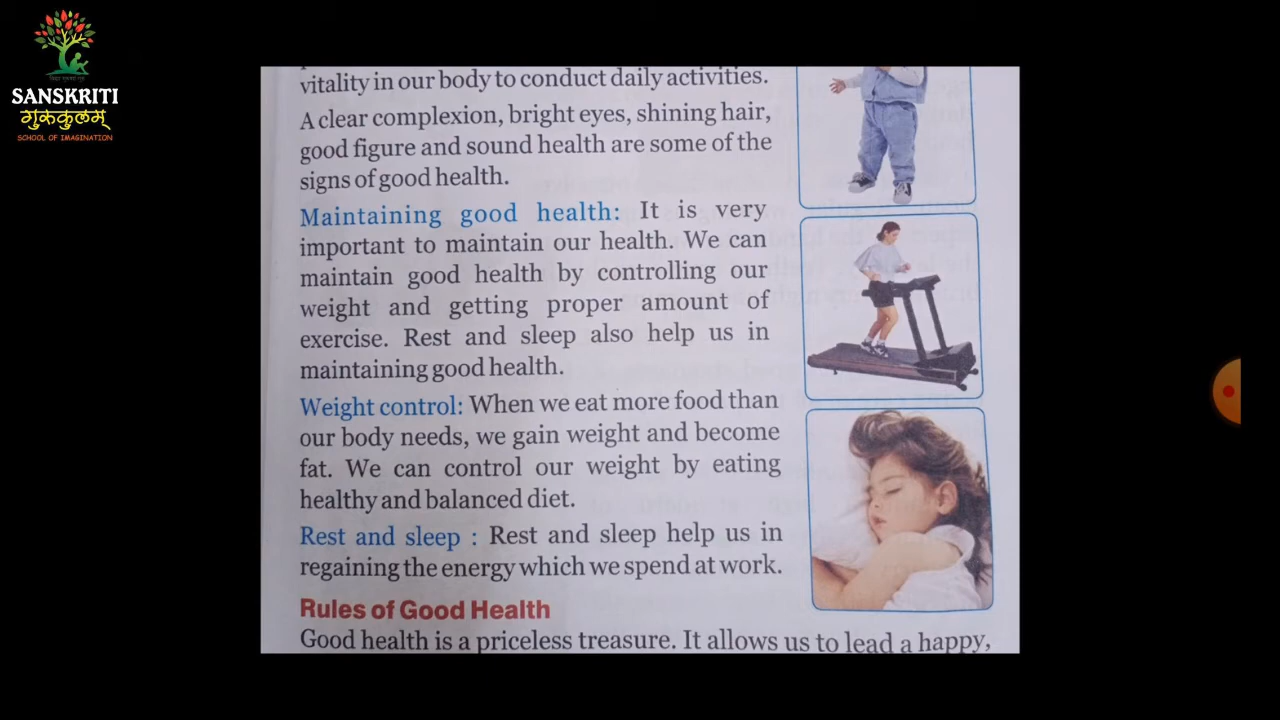 SANSKRITI
गुरुकुलम्
SCHOOL OF IMAGINATION
vitality in our body to conduct daily activities.
A clear complexion, bright eyes, shining hair,
good figure and sound health are some of the
signs of good health.
Maintaining good health: It is very
important to maintain our health. We can
maintain good health by controlling our
weight and getting proper amount of
exercise. Rest and sleep also help us in
maintaining good health.
Weight control: When we eat more food than
our body needs, we gain weight and become
fat. We can control our weight by eating
healthy and balanced diet.
Rest and sleep : Rest and sleep help us in
regaining the energy which we spend at work.
Rules of Good Health
Good health is a priceless treasure. It allows us to lead a happy,